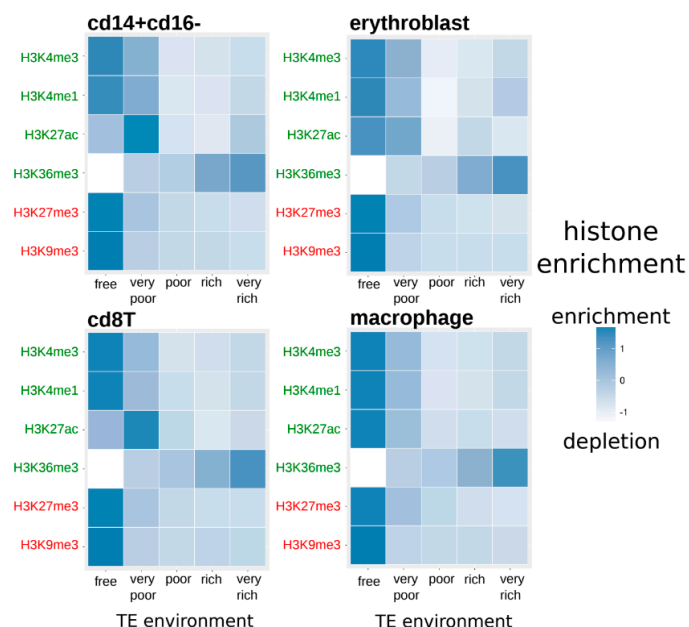 cd14+cd16-
H3K4me3
H3K4me1
H3K27ac
H3K36me3
H3K27me3
H3K9me3
free very poor poor rich very rich
erythroblast
H3K4me3
H3K4me1
H3K27ac
H3K36me3
H3K27me3
H3K9me3
free very poor poor rich very rich
histone
enrichment
enrichment
1
0
-1
depletion
cd8T
H3K4me3
H3K4me1
H3K27ac
H3K36me3
H3K27me3
H3K9me3
free very poor poor rich very rich
TE environment
macrophage
H3K4me3
H3K4me1
H3K27ac
H3K36me3
H3K27me3
H3K9me3
free very poor poor rich very rich
TE environment